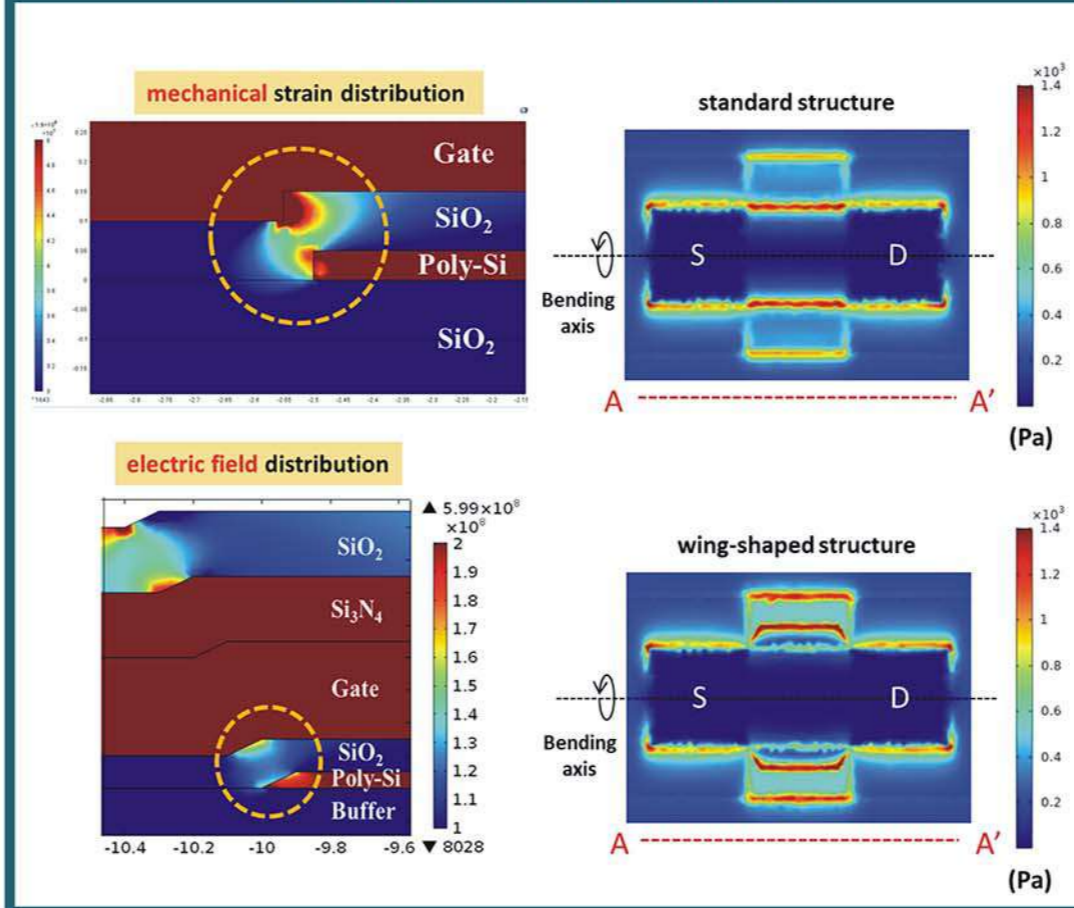 mechanical strain distribution
Gate
SiO₂
Poly-Si
SiO₂
standard structure
×10³
1.4
1.2
1
0.8
0.6
0.4
0.2
S
D
Bending
axis
A
A'
(Pa)
electric field distribution
▲ 5.99×10⁸
×10⁸
2
1.9
1.8
1.7
1.6
1.5
1.4
1.3
1.2
1.1
1
▼ 8028
SiO₂
Si₃N₄
Gate
SiO₂
Poly-Si
Buffer
-10.4
-10.2
-10
-9.8
-9.6
wing-shaped structure
×10³
1.4
1.2
1
0.8
0.6
0.4
0.2
S
D
Bending
axis
A
A'
(Pa)